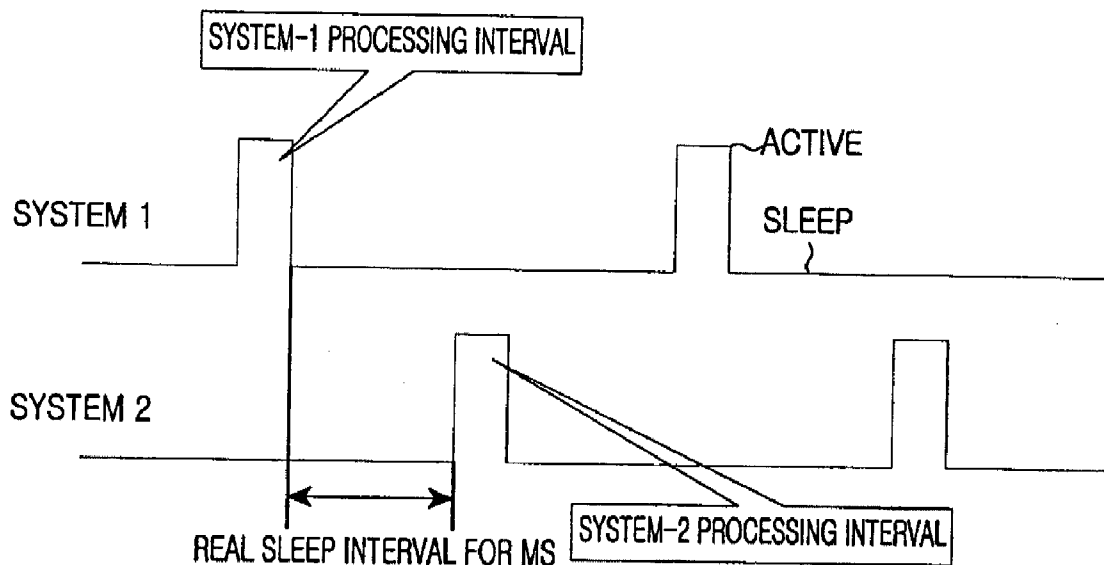 SYSTEM-1 PROCESSING INTERVAL
ACTIVE
SYSTEM 1
SLEEP
SYSTEM 2
REAL SLEEP INTERVAL FOR MS
SYSTEM-2 PROCESSING INTERVAL